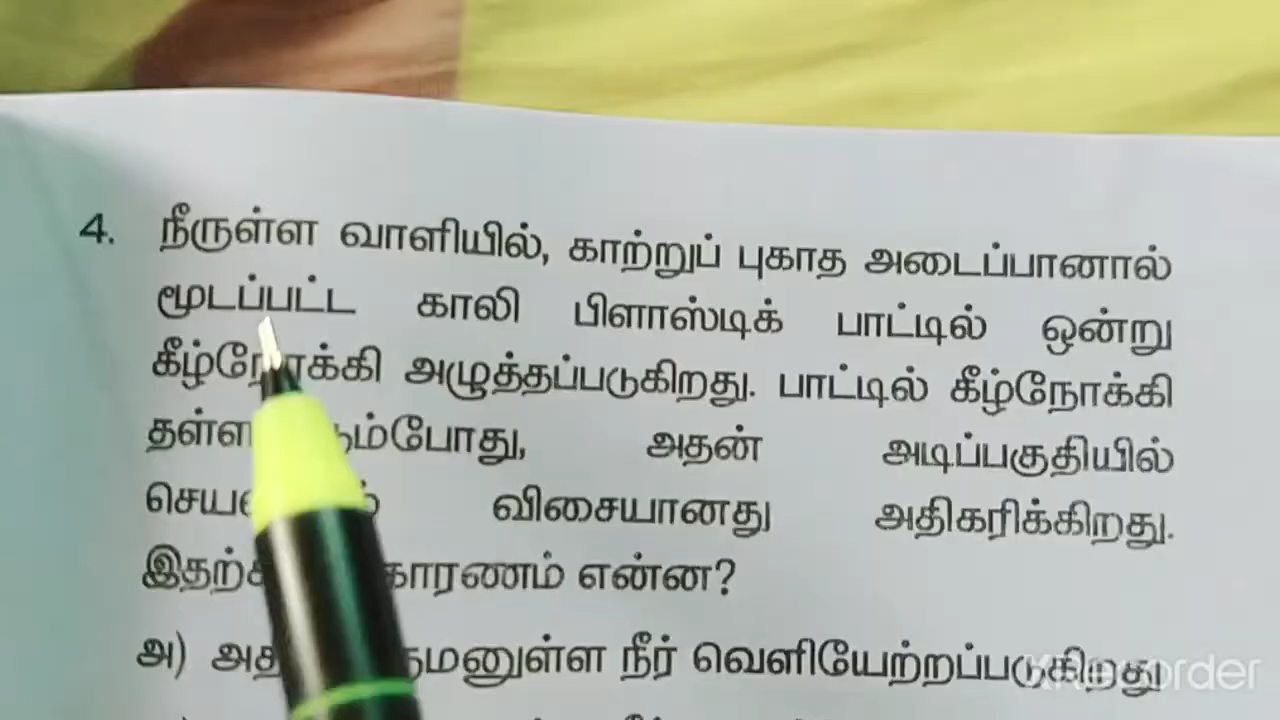 4. நீருள்ள வாளியில், காற்றுப் புகாத அடைப்பானால்
மூடப்பட்ட காலி பிளாஸ்டிக் பாட்டில் ஒன்று
கீழ்நோக்கி அழுத்தப்படுகிறது. பாட்டில் கீழ்நோக்கி
அதன் அடிப்பகுதியில்
விசையானது அதிகரிக்கிறது.
காரணம் என்ன?
அ) நீர் வெளியேற்றப்படுகிறது
XRecorder